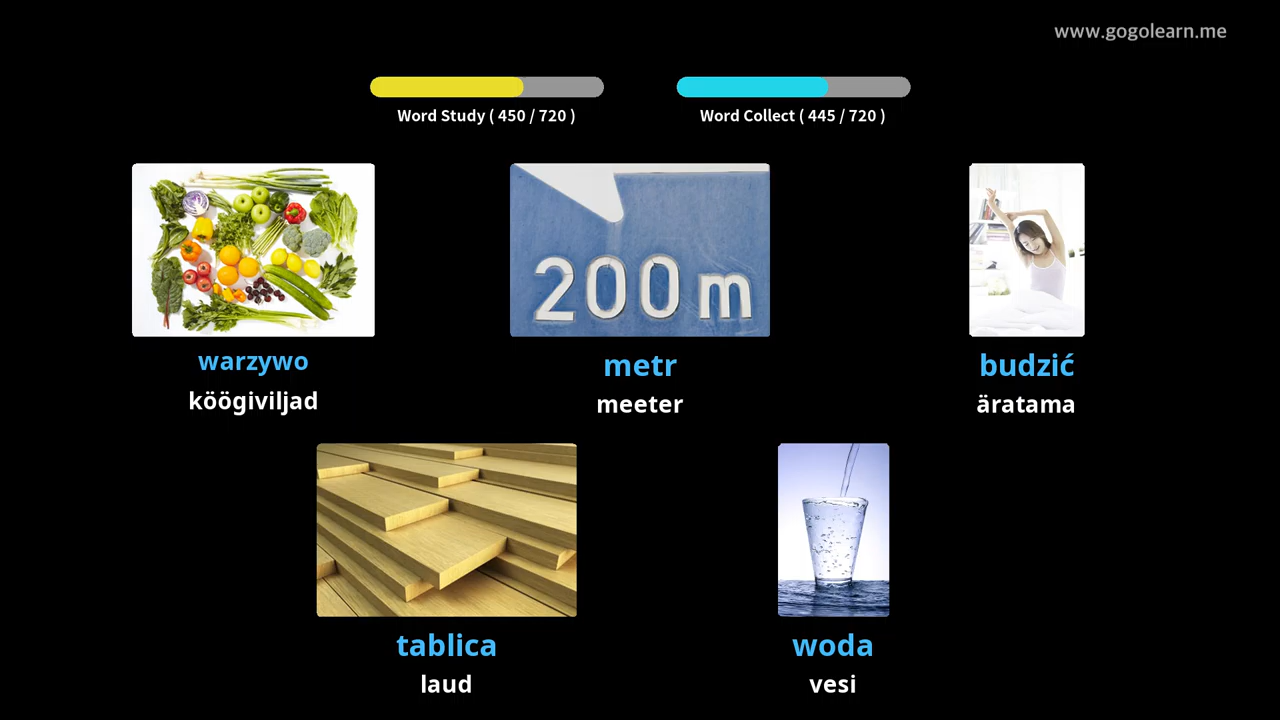 www.gogolearn.me
Word Study ( 450 / 720 )
Word Collect ( 445 / 720 )
200 m
warzywo
köögiviljad
metr
meeter
budzić
äratama
tablica
laud
woda
vesi